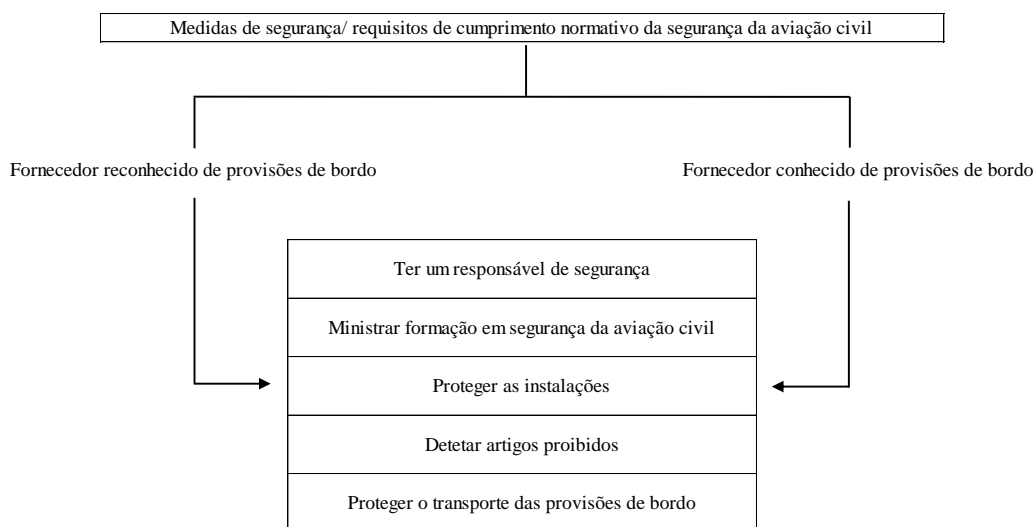 Medidas de segurança/ requisitos de cumprimento normativo da segurança da aviação civil
Fornecedor reconhecido de provisões de bordo
Fornecedor conhecido de provisões de bordo
Ter um responsável de segurança
Ministrar formação em segurança da aviação civil
Proteger as instalações
Detetar artigos proibidos
Proteger o transporte das provisões de bordo